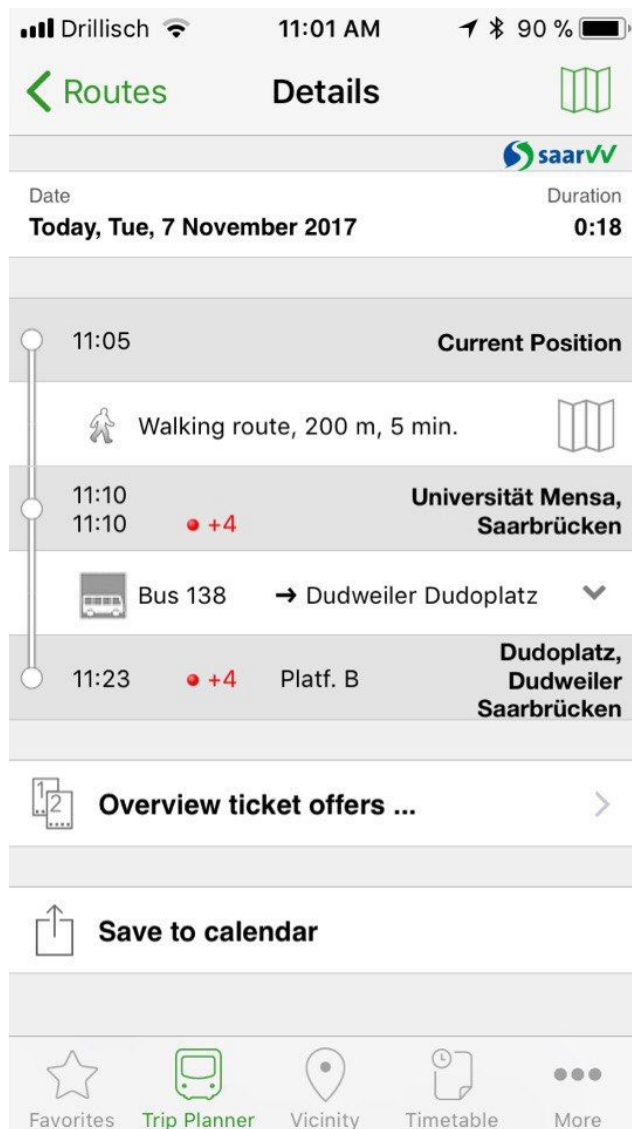 Drillisch 11:01 AM 90 %
Routes Details
saarVV
Date Duration
Today, Tue, 7 November 2017 0:18
11:05 Current Position
Walking route, 200 m, 5 min.
11:10 Universität Mensa,
11:10 +4 Saarbrücken
Bus 138 → Dudweiler Dudoplatz
Dudoplatz,
11:23 +4 Platf. B Dudweiler
Saarbrücken
1
2 Overview ticket offers ...
Save to calendar
Favorites Trip Planner Vicinity Timetable More